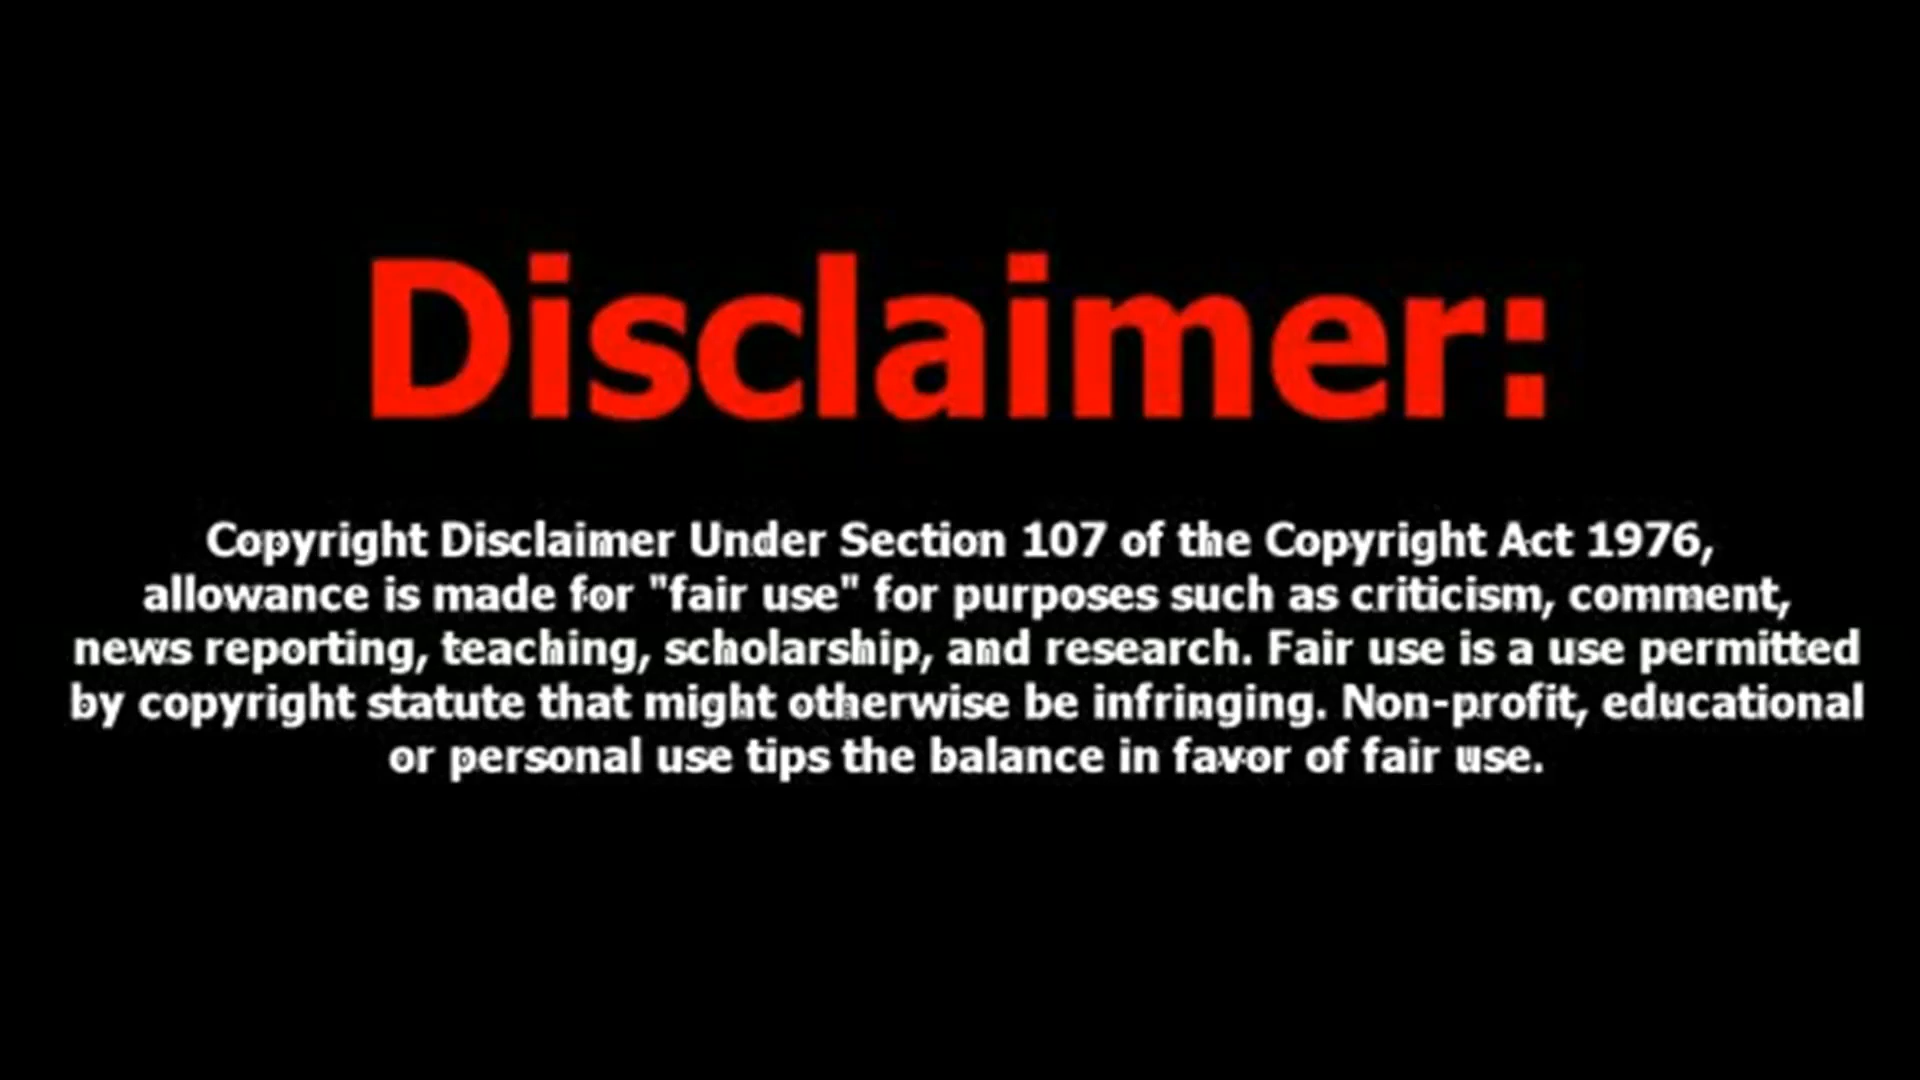 Disclaimer:
Copyright Disclaimer Under Section 107 of the Copyright Act 1976,
allowance is made for "fair use" for purposes such as criticism, comment,
news reporting, teaching, scholarship, and research. Fair use is a use permitted
by copyright statute that might otherwise be infringing. Non-profit, educational
or personal use tips the balance in favor of fair use.